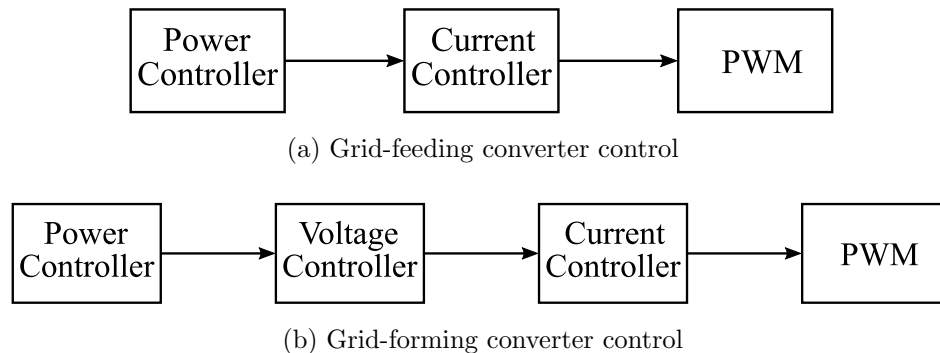 Power
Controller
Current
Controller
PWM
(a) Grid-feeding converter control
Power
Controller
Voltage
Controller
Current
Controller
PWM
(b) Grid-forming converter control